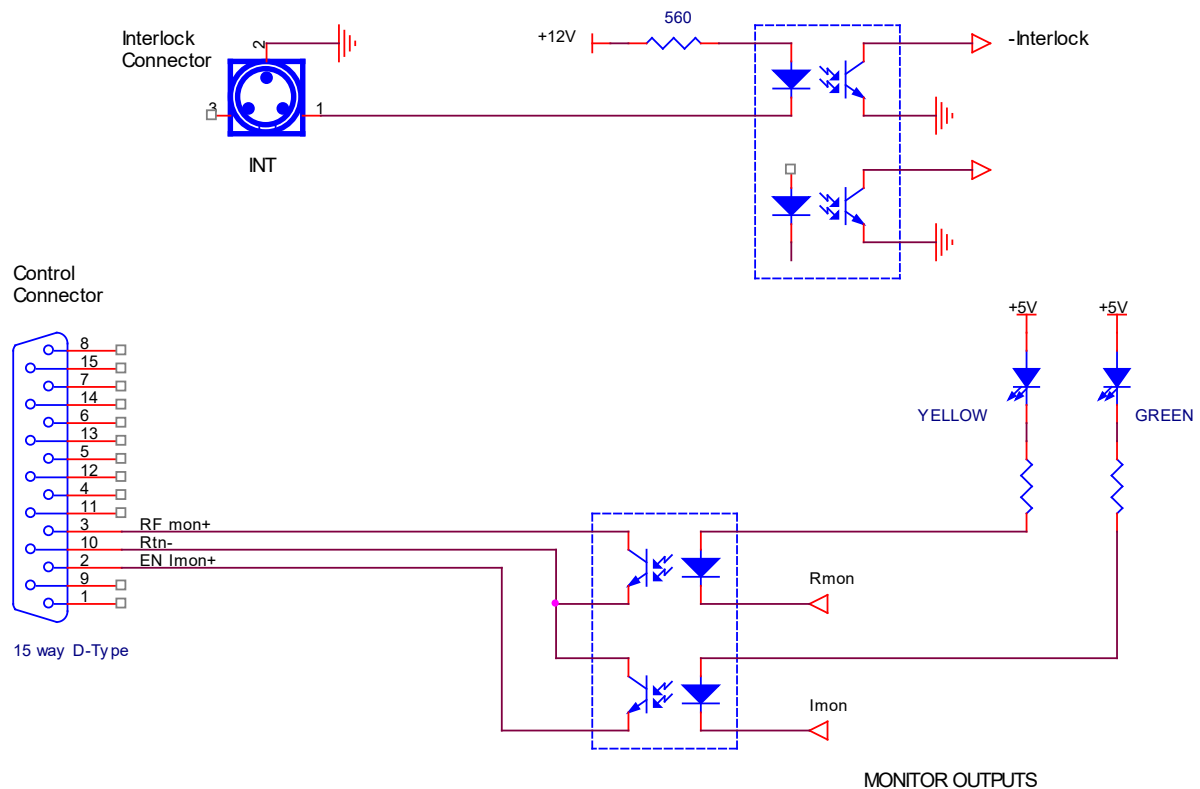 Interlock
Connector
2
3
1
INT
+12V
560
-Interlock
Control
Connector
8
15
7
14
6
13
5
12
4
11
3
10
2
9
1
RF mon+
Rtn-
EN Imon+
15 way D-Type
+5V
+5V
YELLOW
GREEN
Rmon
Imon
MONITOR OUTPUTS